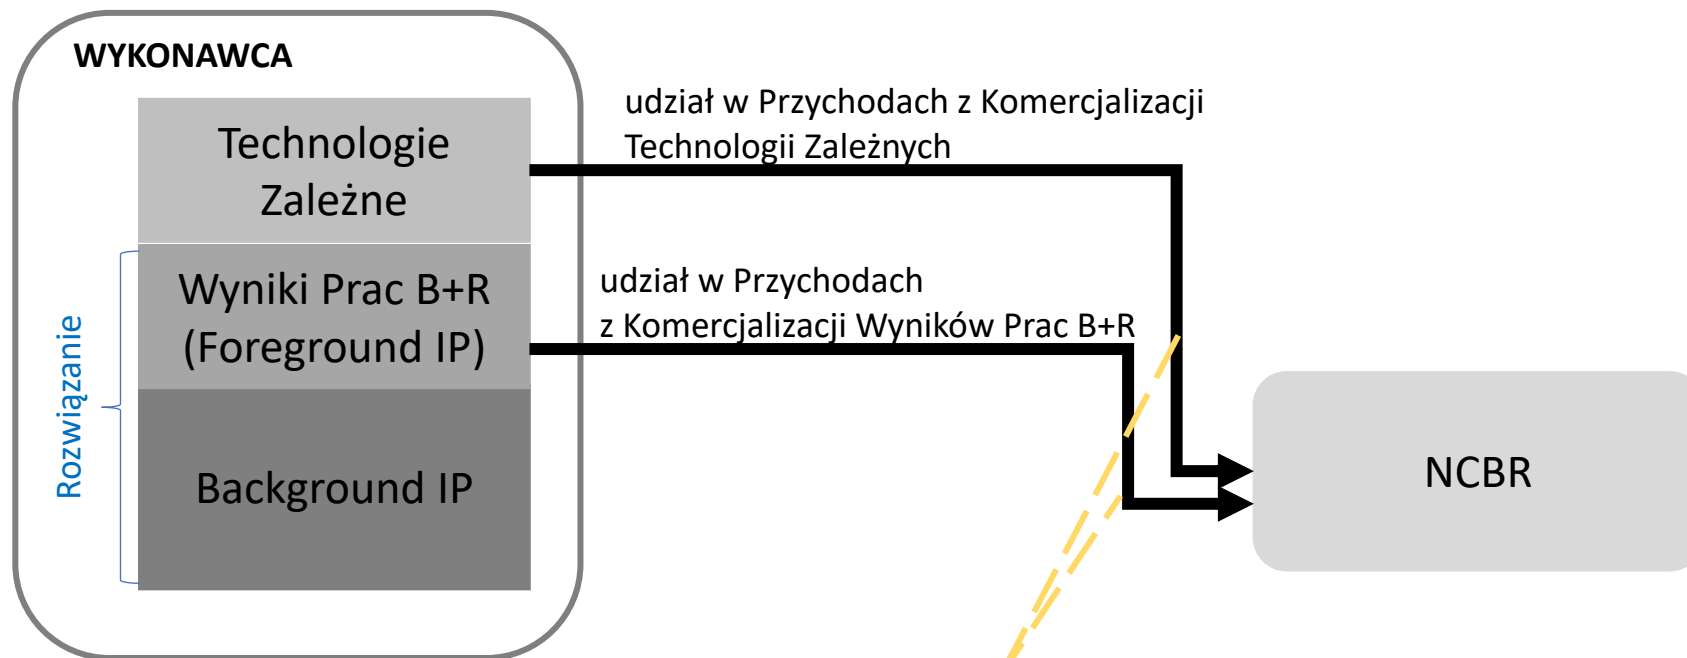 WYKONAWCA
udział w Przychodach z Komercjalizacji
Technologii Zależnych
Technologie
Zależne
Wyniki Prac B+R
(Foreground IP)
udział w Przychodach
z Komercjalizacji Wyników Prac B+R
Rozwiązanie
Background IP
NCBR